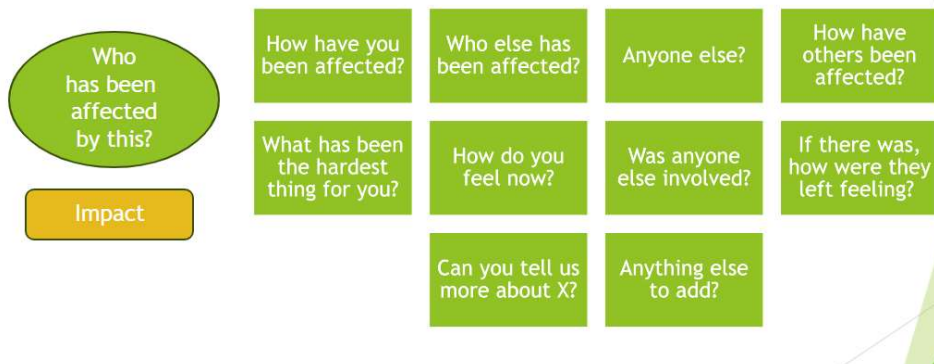 Who
has been
affected
by this?
Impact
How have you
been affected?
Who else has
been affected?
Anyone else?
How have
others been
affected?
What has been
the hardest
thing for you?
How do you
feel now?
Was anyone
else involved?
If there was,
how were they
left feeling?
Can you tell us
more about X?
Anything else
to add?